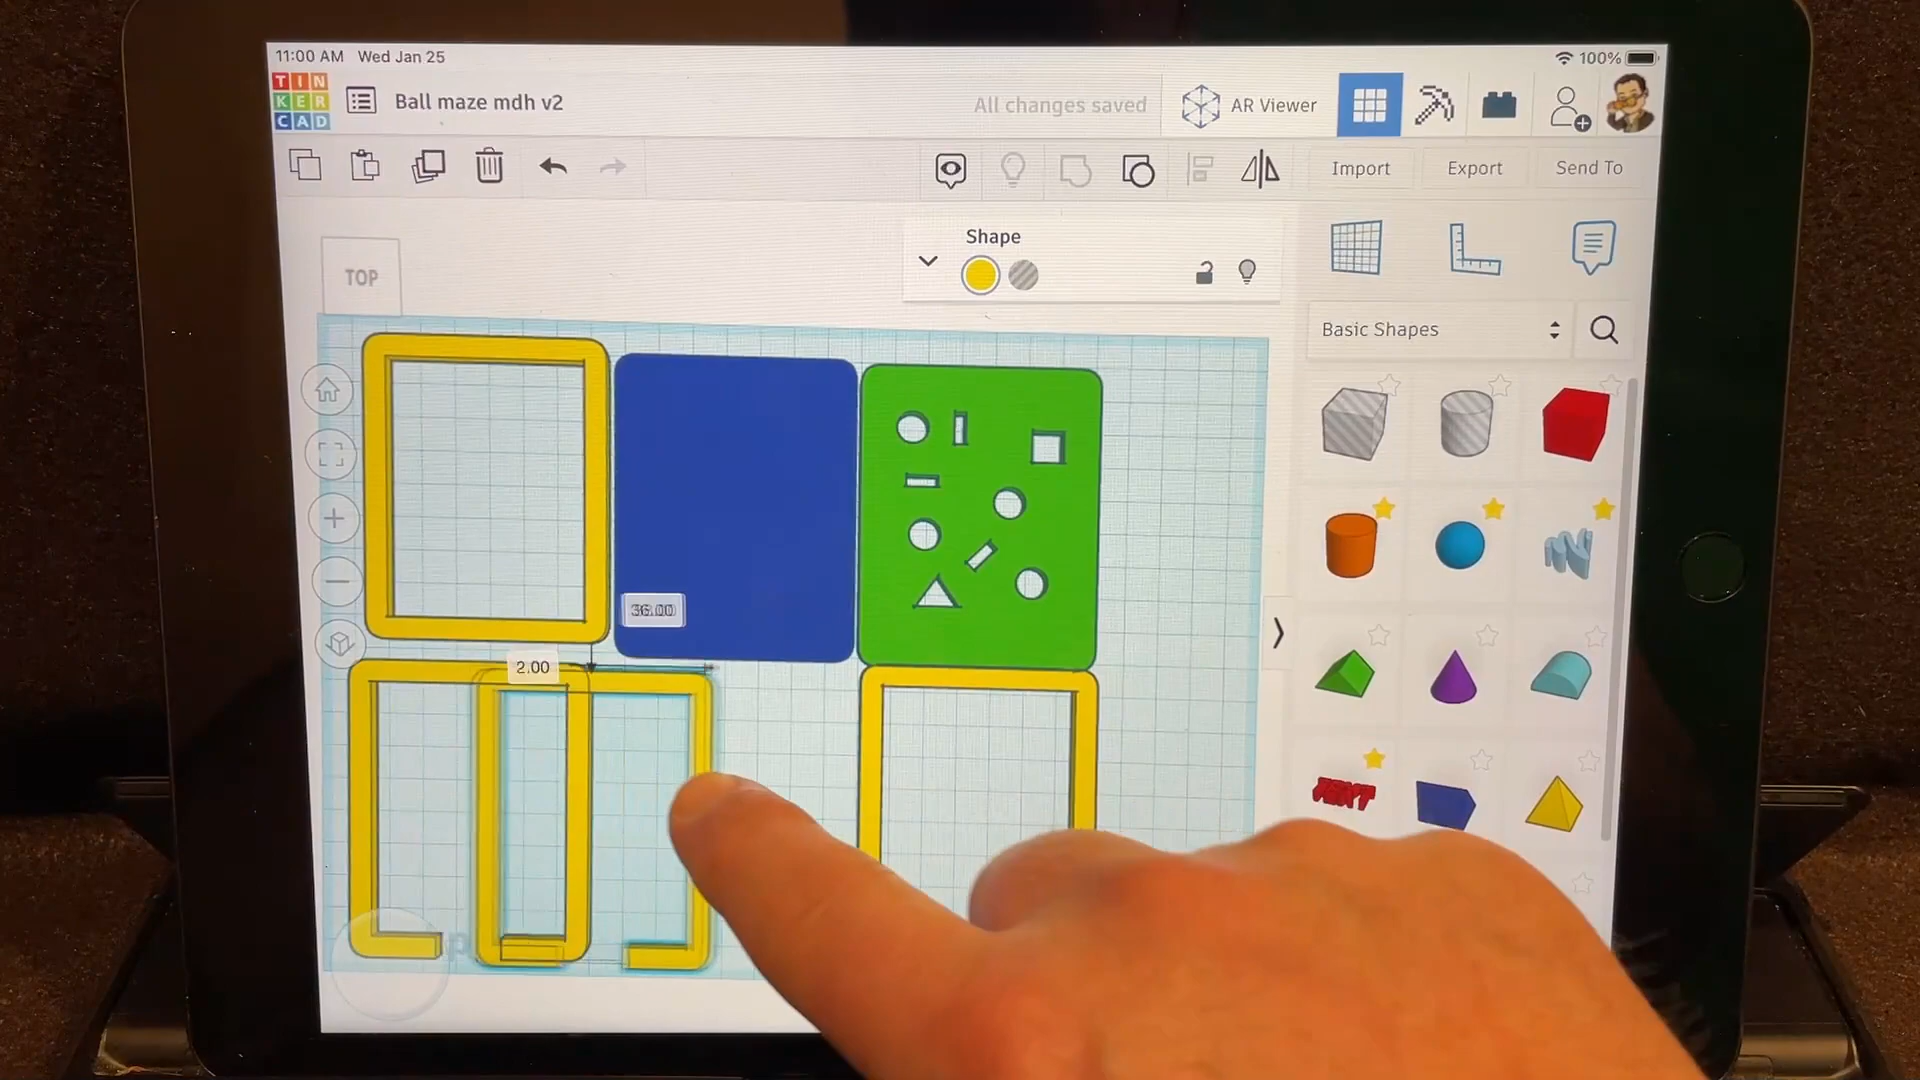 11:00 AM Wed Jan 25
100%
TIN
KER
CAD
Ball maze mdh v2
All changes saved
AR Viewer
Import
Export
Send To
Shape
TOP
Basic Shapes
36.00
2.00
TEXT